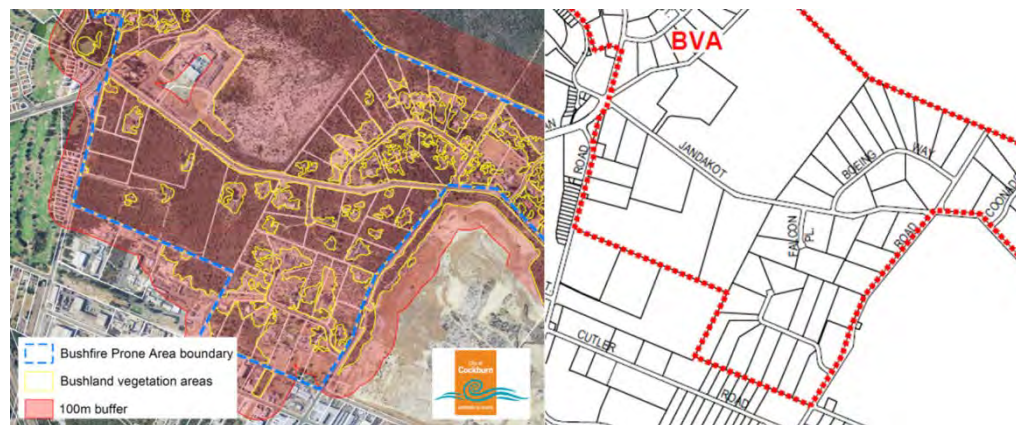 Bushfire Prone Area boundary
Bushland vegetation areas
100m buffer
City of
Cockburn
BVA
ROAD
JANDAKOT
BOEING
WAY
FALCON
PL.
ROAD
CUTLER
ROAD